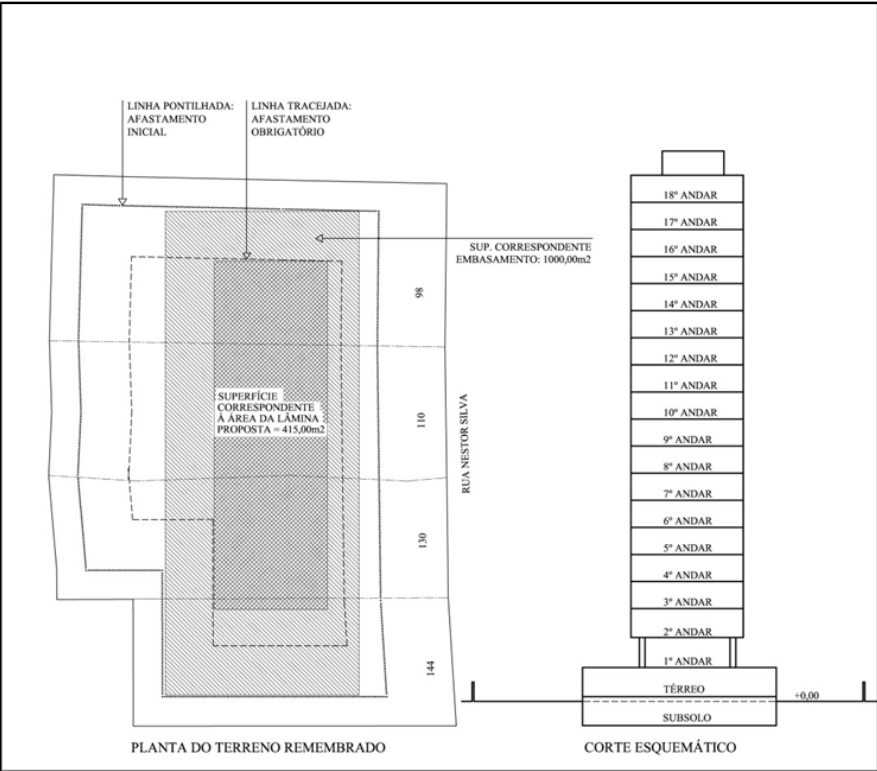 LINHA PONTILHADA:
AFASTAMENTO
INICIAL
LINHA TRACEJADA:
AFASTAMENTO
OBRIGATÓRIO
SUP. CORRESPONDENTE
EMBASAMENTO: 1000,00m2
98
110
130
144
SUPERFÍCIE
CORRESPONDENTE
À ÁREA DA LÂMINA
PROPOSTA = 415,00m2
RUA NESTOR SILVA
PLANTA DO TERRENO REMEMBRADO
18º ANDAR
17º ANDAR
16º ANDAR
15º ANDAR
14º ANDAR
13º ANDAR
12º ANDAR
11º ANDAR
10º ANDAR
9º ANDAR
8º ANDAR
7º ANDAR
6º ANDAR
5º ANDAR
4º ANDAR
3º ANDAR
2º ANDAR
1º ANDAR
TÉRREO
+0,00
SUBSOLO
CORTE ESQUEMÁTICO